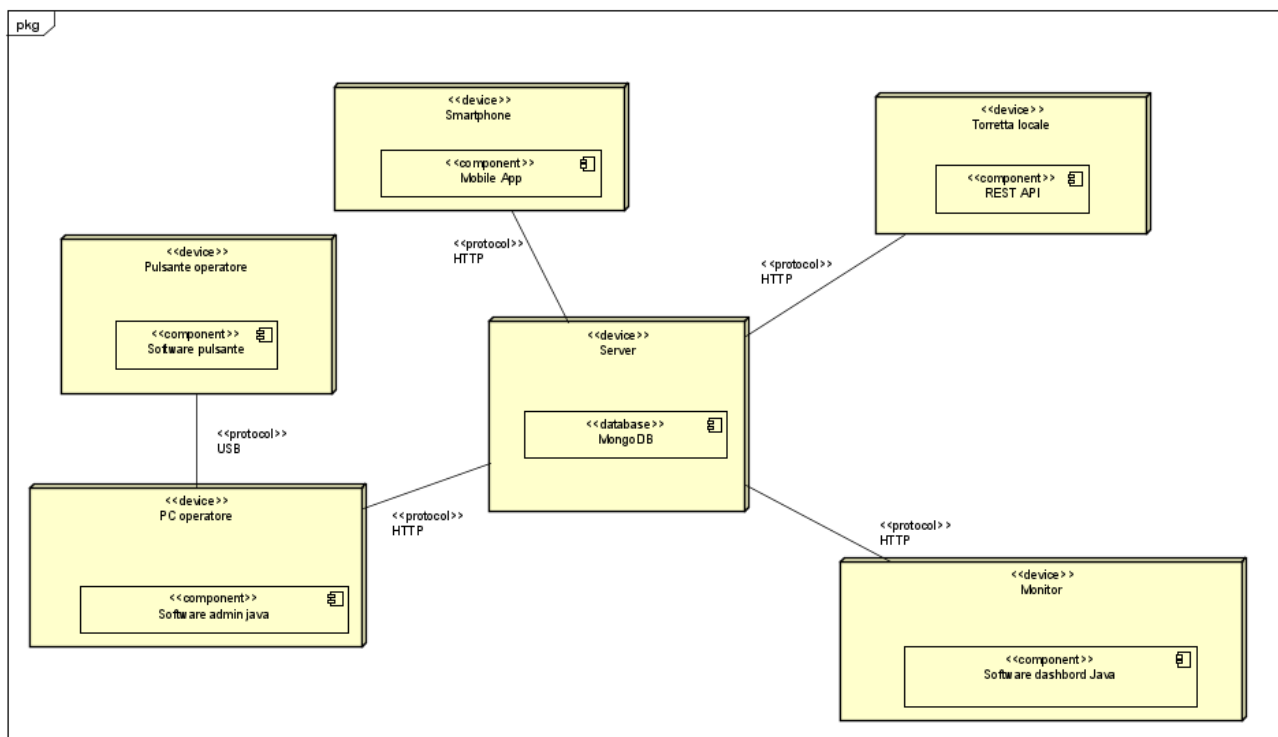 pkg
<<device>>
Smartphone
<<component>>
Mobile App
<<device>>
Torretta locale
<<component>>
REST API
<<protocol>>
HTTP
<<protocol>>
HTTP
<<device>>
Pulsante operatore
<<component>>
Software pulsante
<<device>>
Server
<<database>>
MongoDB
<<protocol>>
USB
<<device>>
PC operatore
<<component>>
Software admin java
<<protocol>>
HTTP
<<protocol>>
HTTP
<<device>>
Monitor
<<component>>
Software dashbord Java